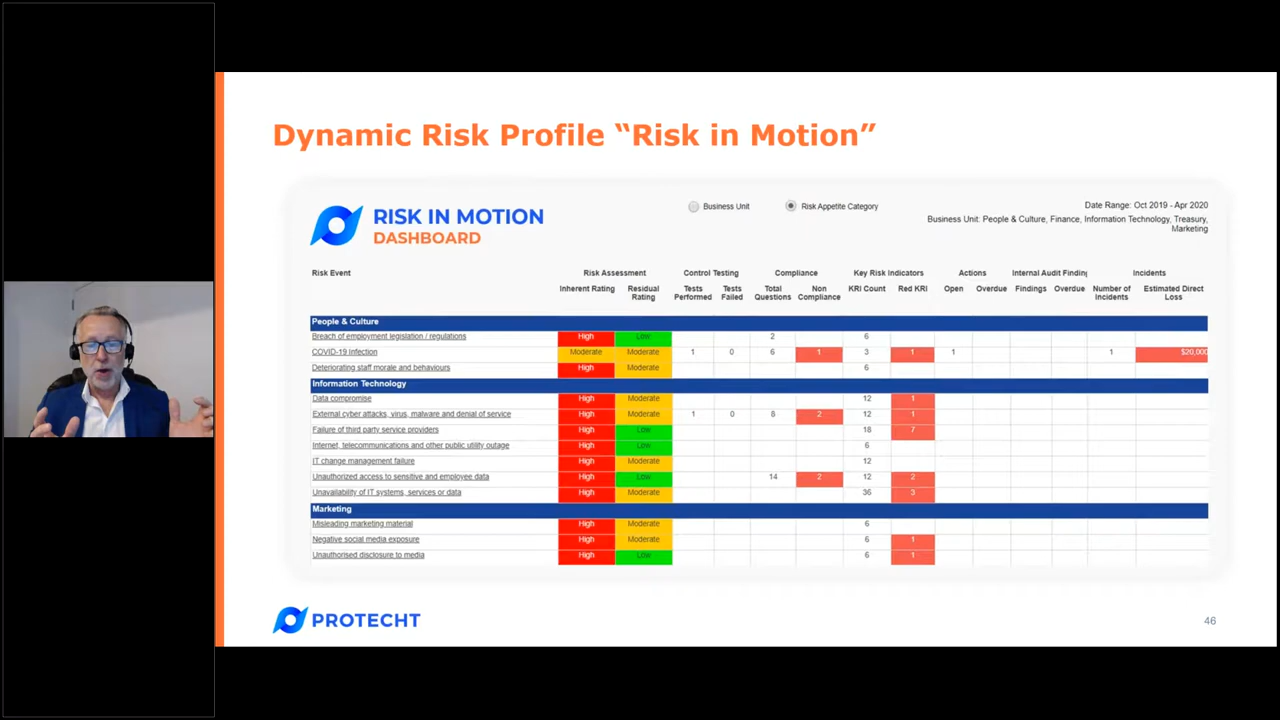 Dynamic Risk Profile “Risk in Motion”
RISK IN MOTION
DASHBOARD
Business Unit
Risk Appetite Category
Date Range: Oct 2019 - Apr 2020
Business Unit: People & Culture, Finance, Information Technology, Treasury,
Marketing
Risk Event Risk Assessment Control Testing Compliance Key Risk Indicators Actions Internal Audit Finding Incidents
Inherent Rating Residual Rating Tests Performed Tests Failed Total Questions Non Compliance KRI Count Red KRI Open Overdue Findings Overdue Number of Incidents Estimated Direct Loss
People & Culture
Breach of employment legislation / regulations High Low 2 6
COVID-19 Infection Moderate Moderate 1 0 6 1 3 1 1 1 $20,000
Deteriorating staff morale and behaviours High Moderate 6
Information Technology
Data compromise High Moderate 12 1
External cyber attacks, virus, malware and denial of service High Moderate 1 0 8 2 12 1
Failure of third party service providers High Low 18 7
Internet, telecommunications and other public utility outage High Low 6
IT change management failure High Moderate 12
Unauthorized access to sensitive and employee data High Low 14 2 12 2
Unavailability of IT systems, services or data High Moderate 36 3
Marketing
Misleading marketing material High Moderate 6
Negative social media exposure High Moderate 6 1
Unauthorised disclosure to media High Low 6 1
PROTECHT
46